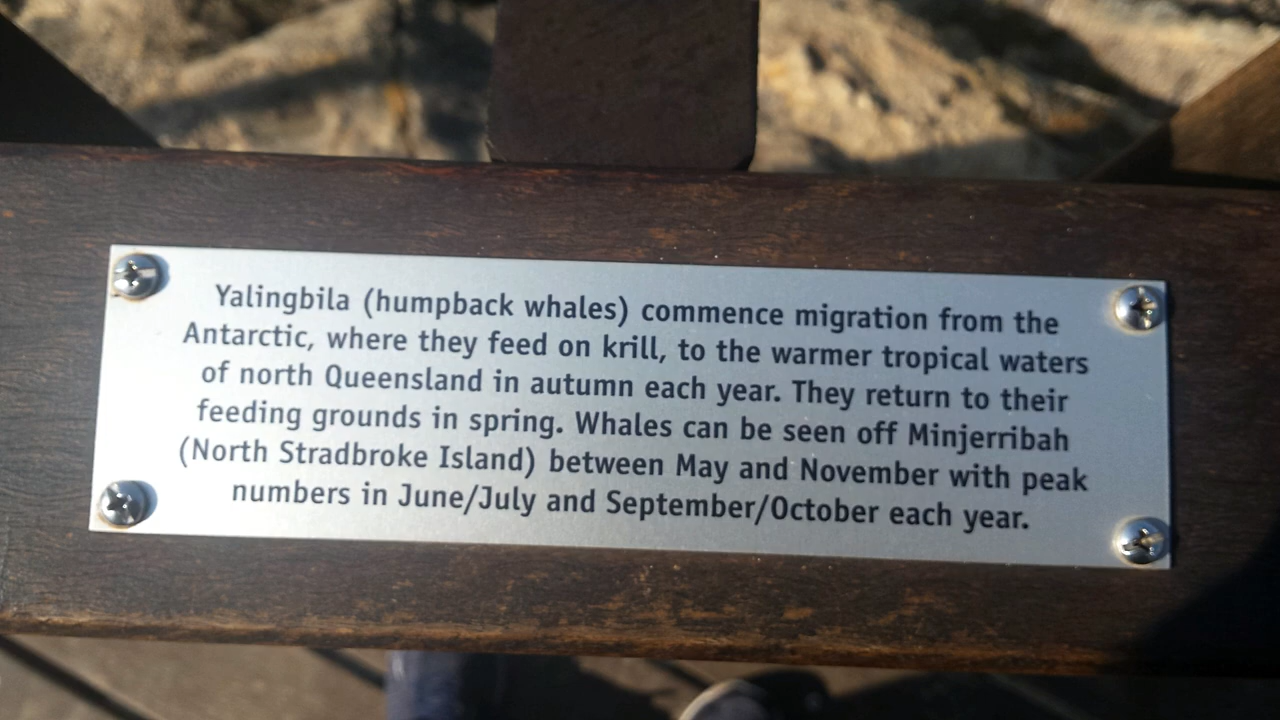 Yalingbila (humpback whales) commence migration from the
Antarctic, where they feed on krill, to the warmer tropical waters
of north Queensland in autumn each year. They return to their
feeding grounds in spring. Whales can be seen off Minjerribah
(North Stradbroke Island) between May and November with peak
numbers in June/July and September/October each year.